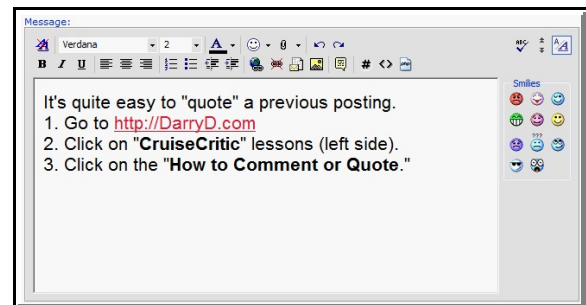 Message:
Verdana 2 A
ABC
B I U # <>
Smilies
It's quite easy to "quote" a previous posting.
1. Go to http://DarryD.com
2. Click on "CruiseCritic" lessons (left side).
???
3. Click on the "How to Comment or Quote."